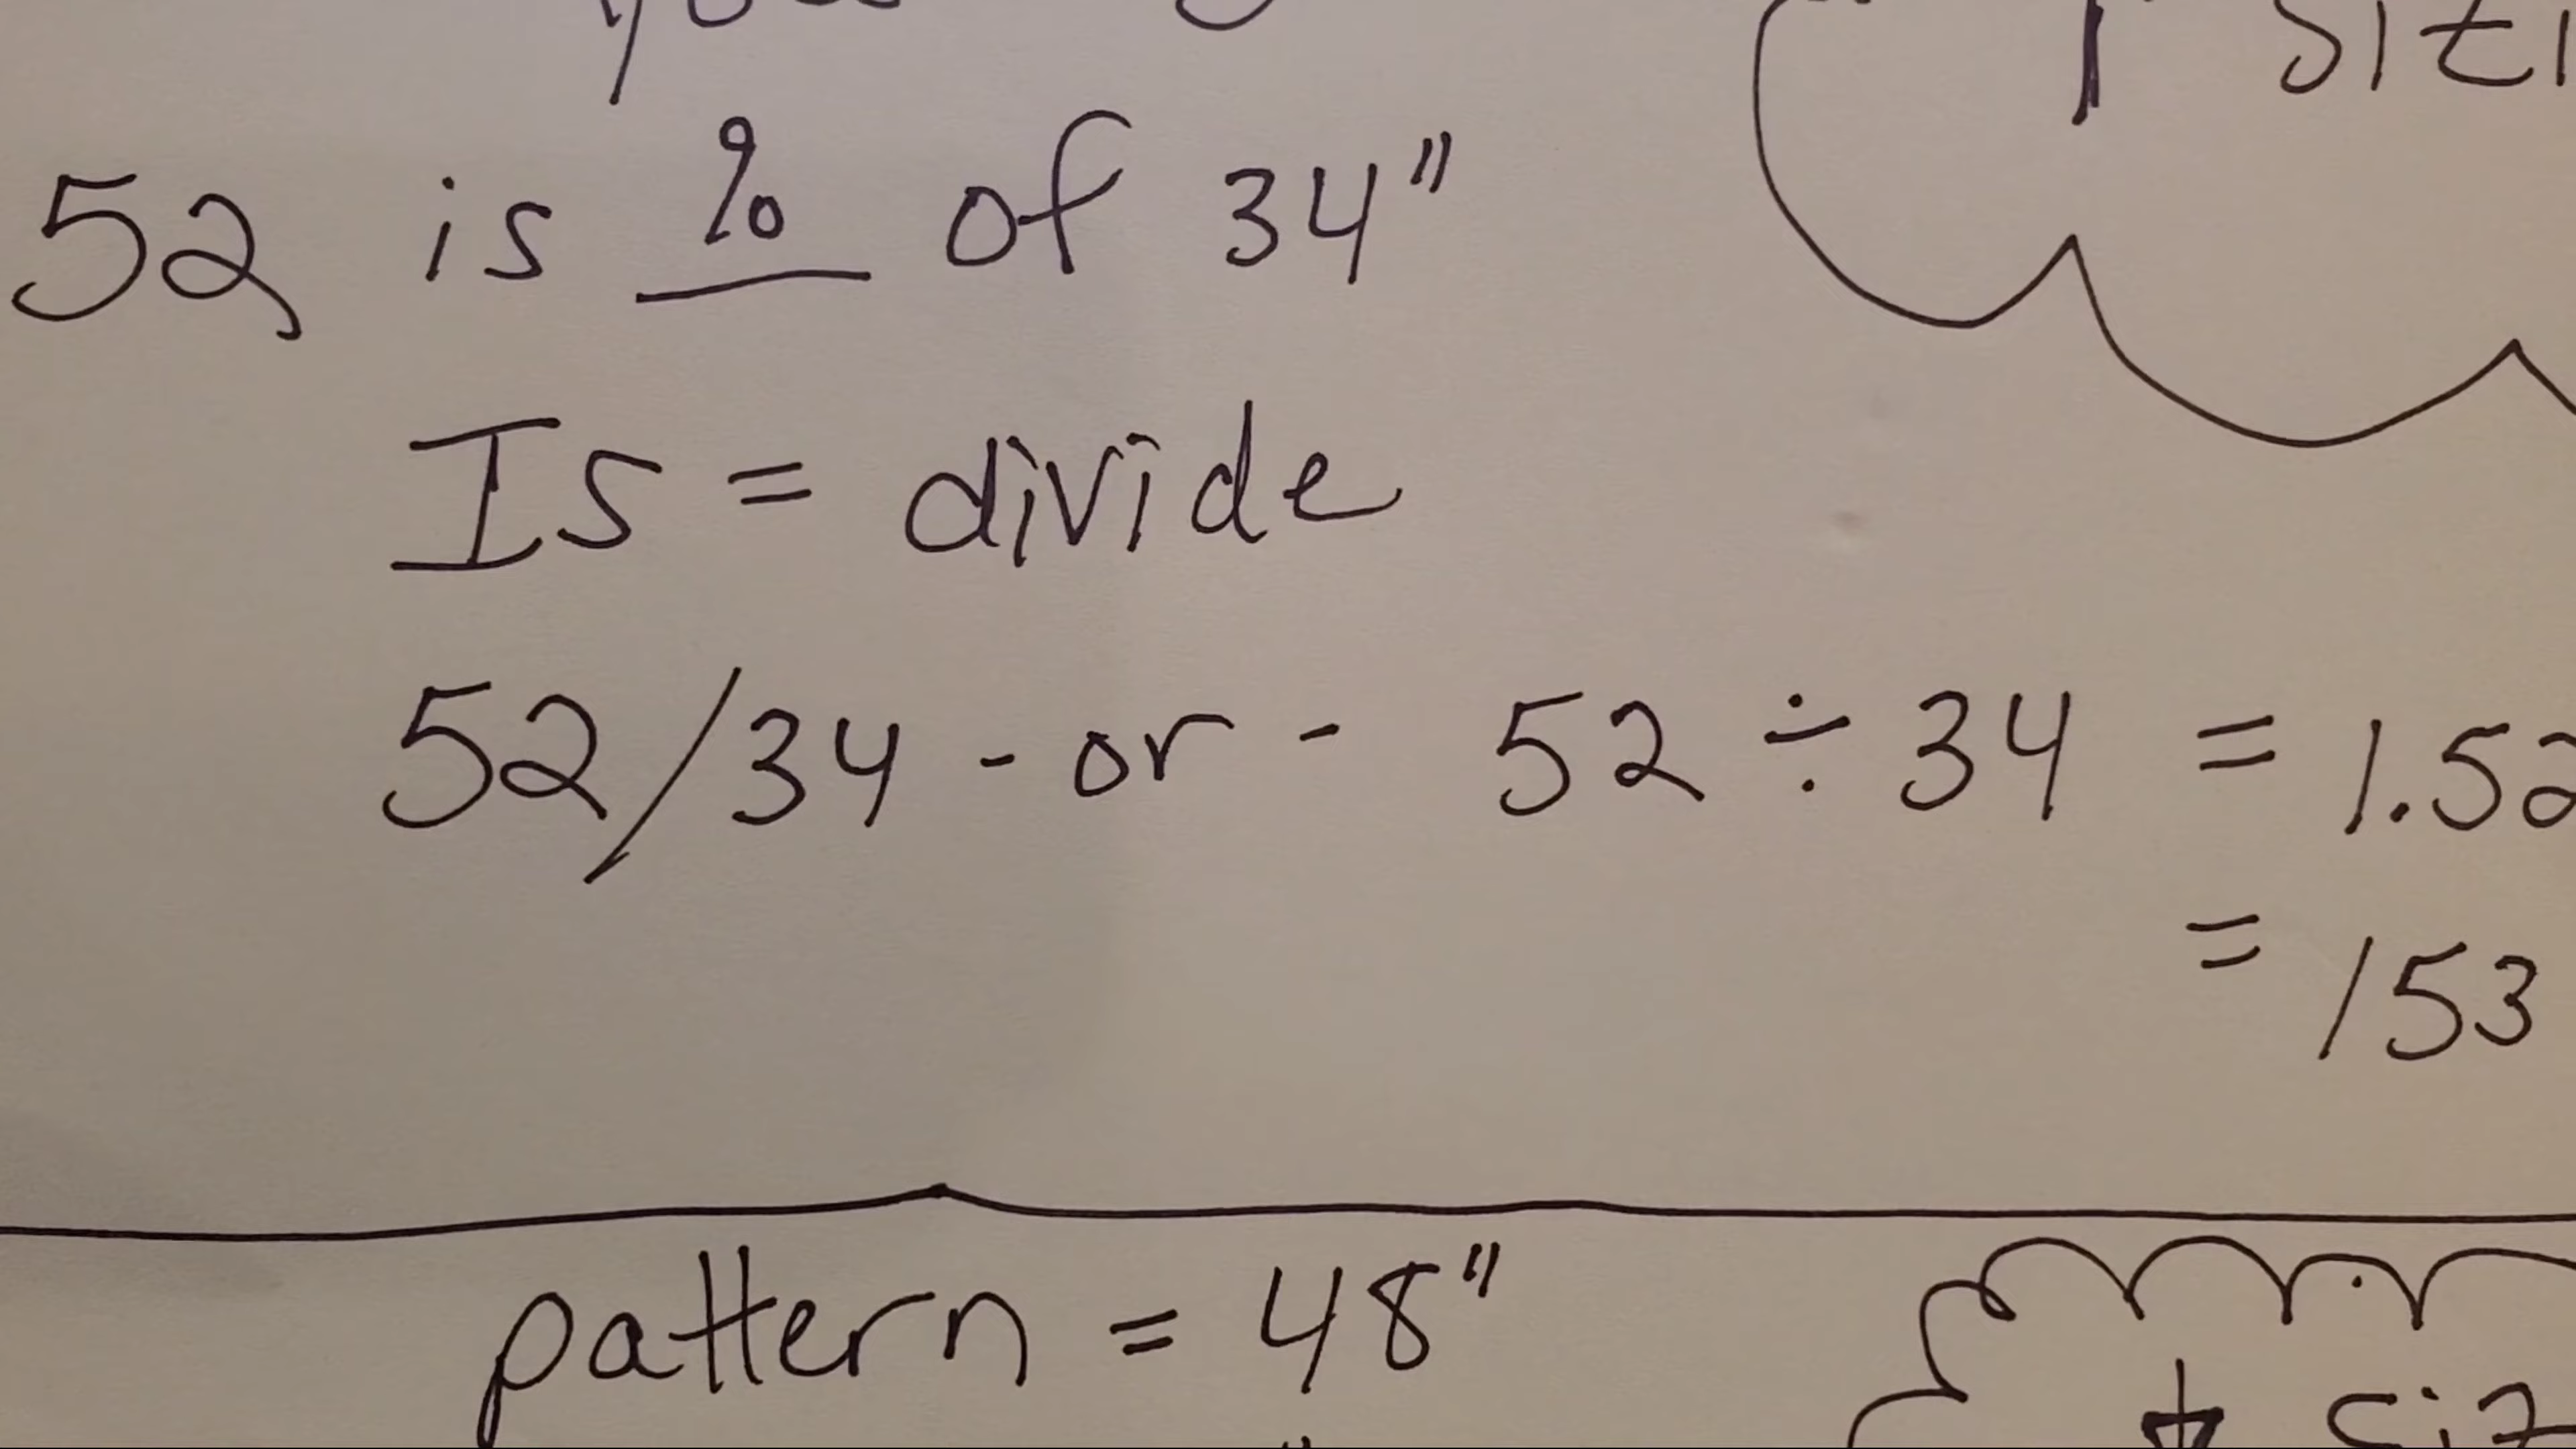 52 is % of 34"
Is = divide
52/34 - or - 52 ÷ 34 = 1.52
= 153
pattern = 48"